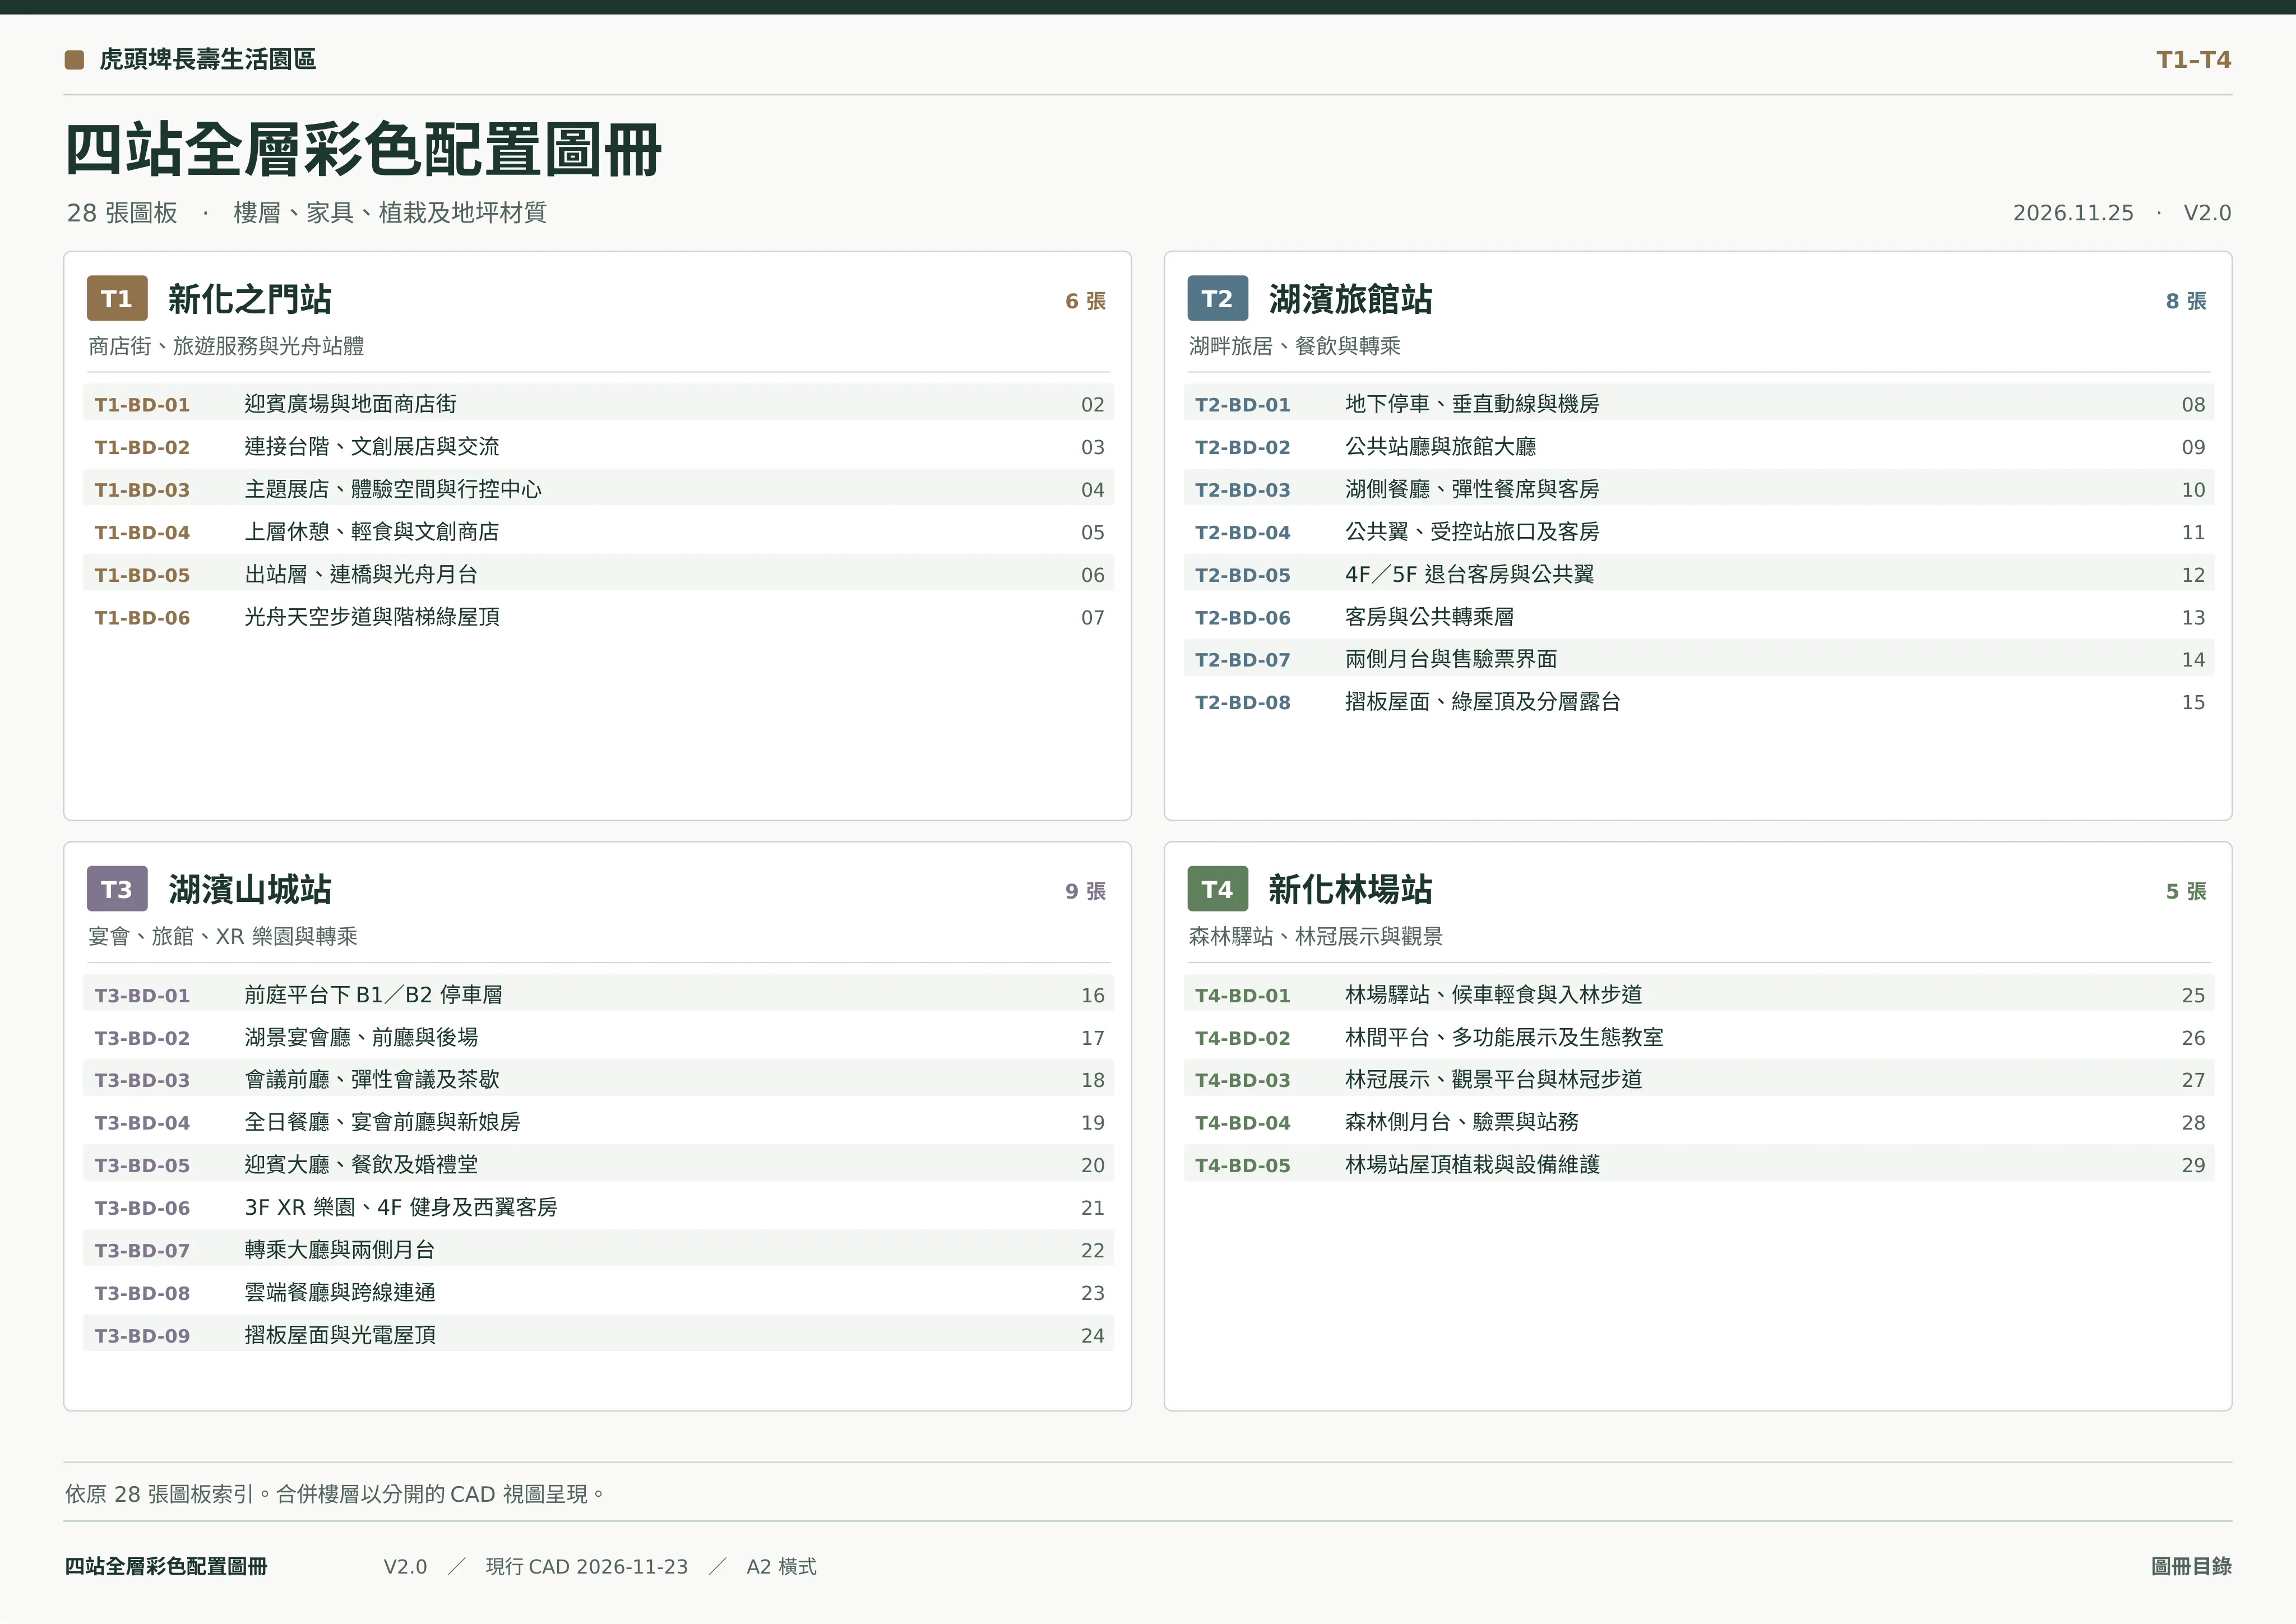 虎頭埤長壽生活園區 T1–T4
四站全層彩色配置圖冊
28 張圖板 · 樓層、家具、植栽及地坪材質 2026.11.25 · V2.0
T1 新化之門站 6 張
商店街、旅遊服務與光舟站體
T1-BD-01 迎賓廣場與地面商店街 02
T1-BD-02 連接台階、文創展店與交流 03
T1-BD-03 主題展店、體驗空間與行控中心 04
T1-BD-04 上層休憩、輕食與文創商店 05
T1-BD-05 出站層、連橋與光舟月台 06
T1-BD-06 光舟天空步道與階梯綠屋頂 07
T2 湖濱旅館站 8 張
湖畔旅居、餐飲與轉乘
T2-BD-01 地下停車、垂直動線與機房 08
T2-BD-02 公共站廳與旅館大廳 09
T2-BD-03 湖側餐廳、彈性餐席與客房 10
T2-BD-04 公共翼、受控站旅口及客房 11
T2-BD-05 4F／5F 退台客房與公共翼 12
T2-BD-06 客房與公共轉乘層 13
T2-BD-07 兩側月台與售驗票界面 14
T2-BD-08 摺板屋面、綠屋頂及分層露台 15
T3 湖濱山城站 9 張
宴會、旅館、XR 樂園與轉乘
T3-BD-01 前庭平台下 B1／B2 停車層 16
T3-BD-02 湖景宴會廳、前廳與後場 17
T3-BD-03 會議前廳、彈性會議及茶歇 18
T3-BD-04 全日餐廳、宴會前廳與新娘房 19
T3-BD-05 迎賓大廳、餐飲及婚禮堂 20
T3-BD-06 3F XR 樂園、4F 健身及西翼客房 21
T3-BD-07 轉乘大廳與兩側月台 22
T3-BD-08 雲端餐廳與跨線連通 23
T3-BD-09 摺板屋面與光電屋頂 24
T4 新化林場站 5 張
森林驛站、林冠展示與觀景
T4-BD-01 林場驛站、候車輕食與入林步道 25
T4-BD-02 林間平台、多功能展示及生態教室 26
T4-BD-03 林冠展示、觀景平台與林冠步道 27
T4-BD-04 森林側月台、驗票與站務 28
T4-BD-05 林場站屋頂植栽與設備維護 29
依原 28 張圖板索引。合併樓層以分開的 CAD 視圖呈現。
四站全層彩色配置圖冊 V2.0 ／ 現行 CAD 2026-11-23 ／ A2 橫式 圖冊目錄